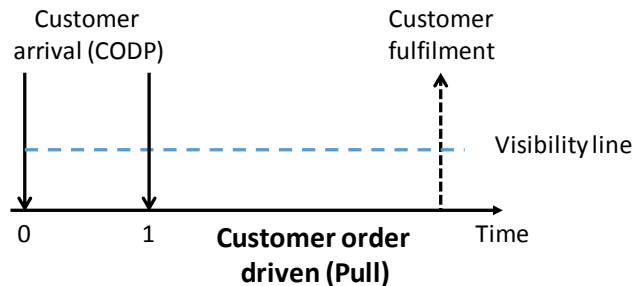 Customer
arrival (CODP)
Customer
fulfilment
Visibility line
0
1
Customer order
driven (Pull)
Time